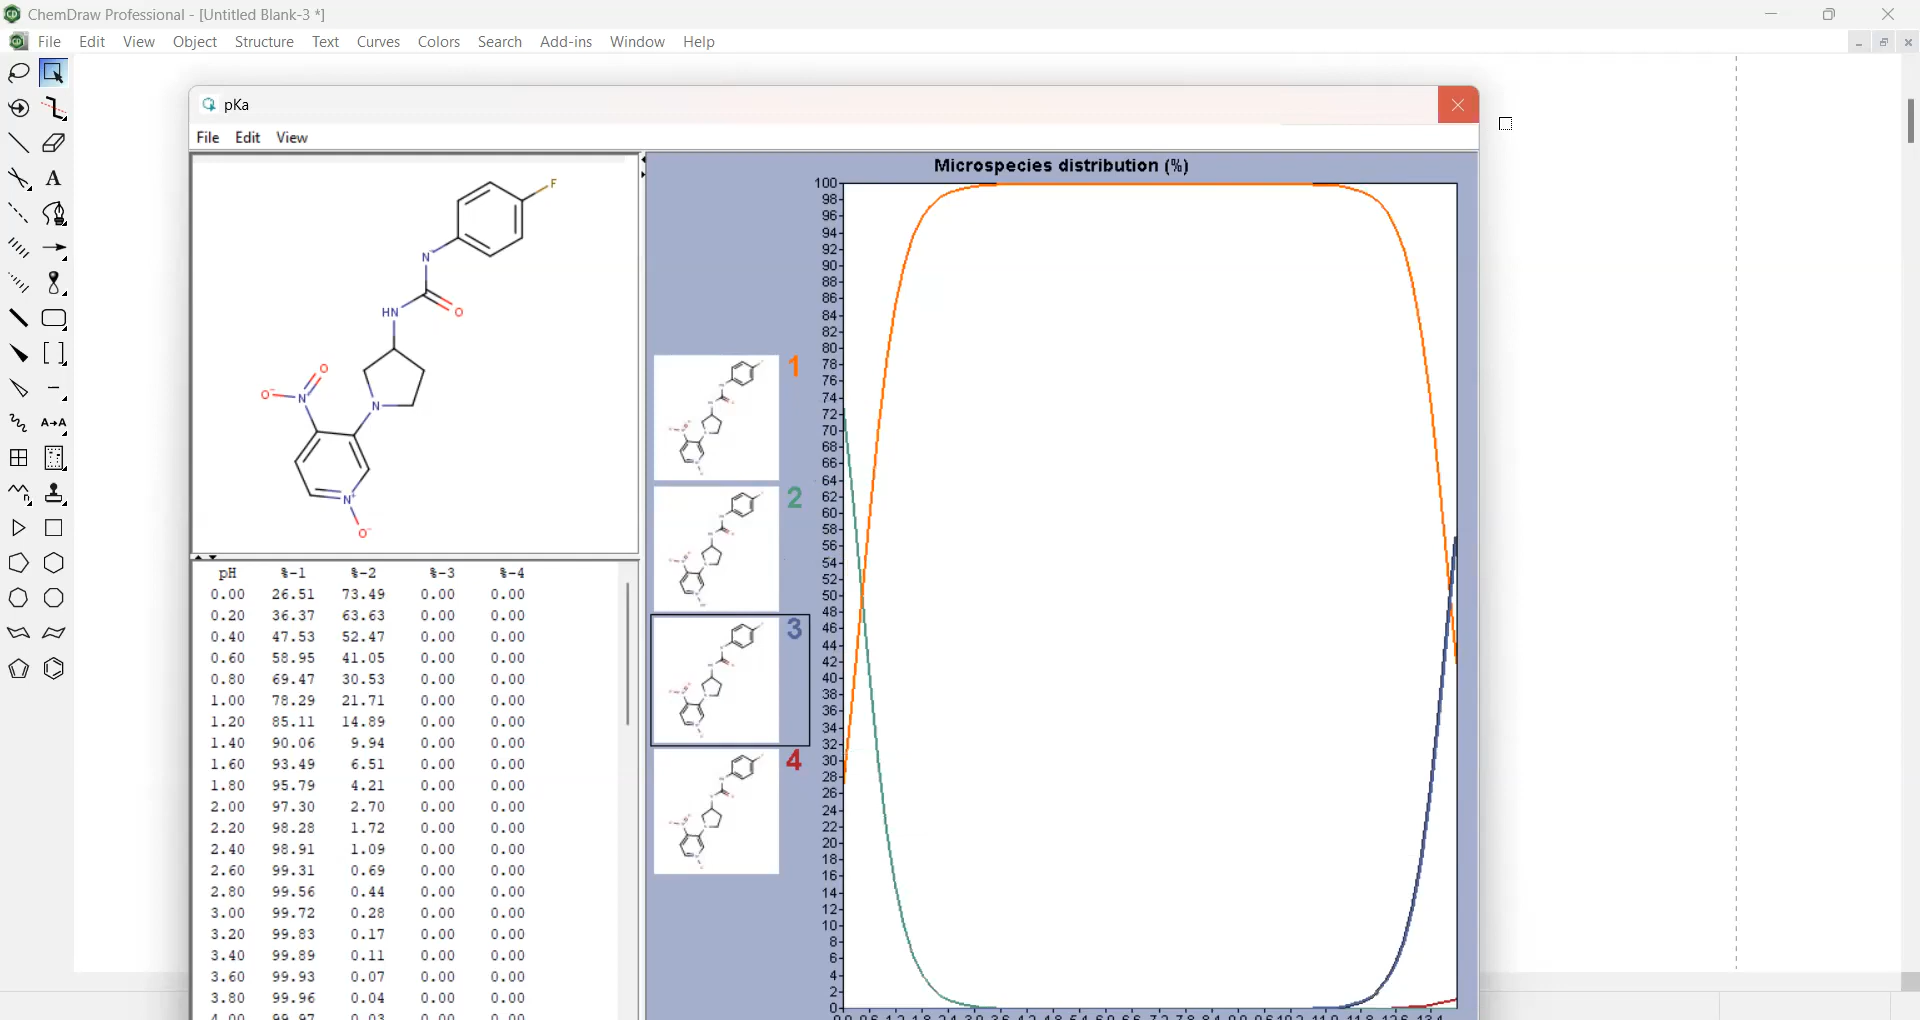 ChemDraw Professional - [Untitled Blank-3 *]
File Edit View Object Structure Text Curves Colors Search Add-ins Window Help
pKa
File Edit View
Microspecies distribution (%)
F
N-
HN
O
O
O-
N+
N
N+
O-
A
A→A
n
1
2
3
4
100
98
96
94
92
90
88
86
84
82
80
78
76
74
72
70
68
66
64
62
60
58
56
54
52
50
48
46
44
42
40
38
36
34
32
30
28
26
24
22
20
18
16
14
12
10
8
6
4
2
0
pH %-1 %-2 %-3 %-4
0.00 26.51 73.49 0.00 0.00
0.20 36.37 63.63 0.00 0.00
0.40 47.53 52.47 0.00 0.00
0.60 58.95 41.05 0.00 0.00
0.80 69.47 30.53 0.00 0.00
1.00 78.29 21.71 0.00 0.00
1.20 85.11 14.89 0.00 0.00
1.40 90.06 9.94 0.00 0.00
1.60 93.49 6.51 0.00 0.00
1.80 95.79 4.21 0.00 0.00
2.00 97.30 2.70 0.00 0.00
2.20 98.28 1.72 0.00 0.00
2.40 98.91 1.09 0.00 0.00
2.60 99.31 0.69 0.00 0.00
2.80 99.56 0.44 0.00 0.00
3.00 99.72 0.28 0.00 0.00
3.20 99.83 0.17 0.00 0.00
3.40 99.89 0.11 0.00 0.00
3.60 99.93 0.07 0.00 0.00
3.80 99.96 0.04 0.00 0.00
4.00 99.97 0.03 0.00 0.00